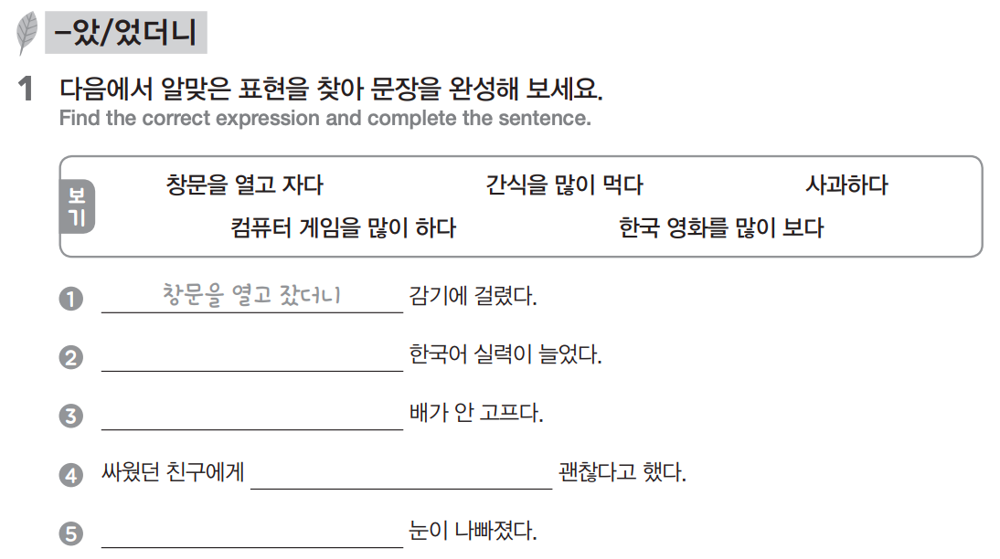 –았/었더니
1 다음에서 알맞은 표현을 찾아 문장을 완성해 보세요.
Find the correct expression and complete the sentence.
보기
창문을 열고 자다 간식을 많이 먹다 사과하다
컴퓨터 게임을 많이 하다 한국 영화를 많이 보다
1 창문을 열고 잤더니 감기에 걸렸다.
2 한국어 실력이 늘었다.
3 배가 안 고프다.
4 싸웠던 친구에게 괜찮다고 했다.
5 눈이 나빠졌다.